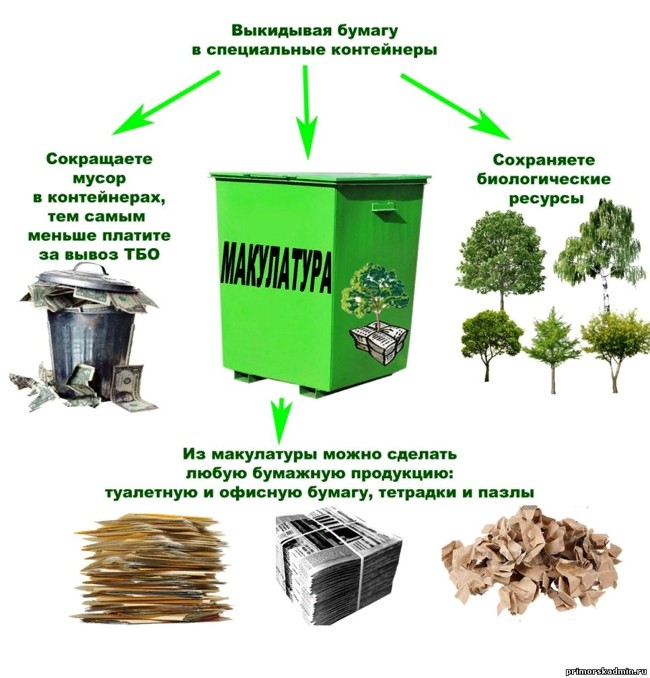 Выкидывая бумагу
в специальные контейнеры
Сокращаете
мусор
в контейнерах,
тем самым
меньше платите
за вывоз ТБО
МАКУЛАТУРА
Сохраняете
биологические
ресурсы
Из макулатуры можно сделать
любую бумажную продукцию:
туалетную и офисную бумагу, тетрадки и пазлы
primorskadmin.ru